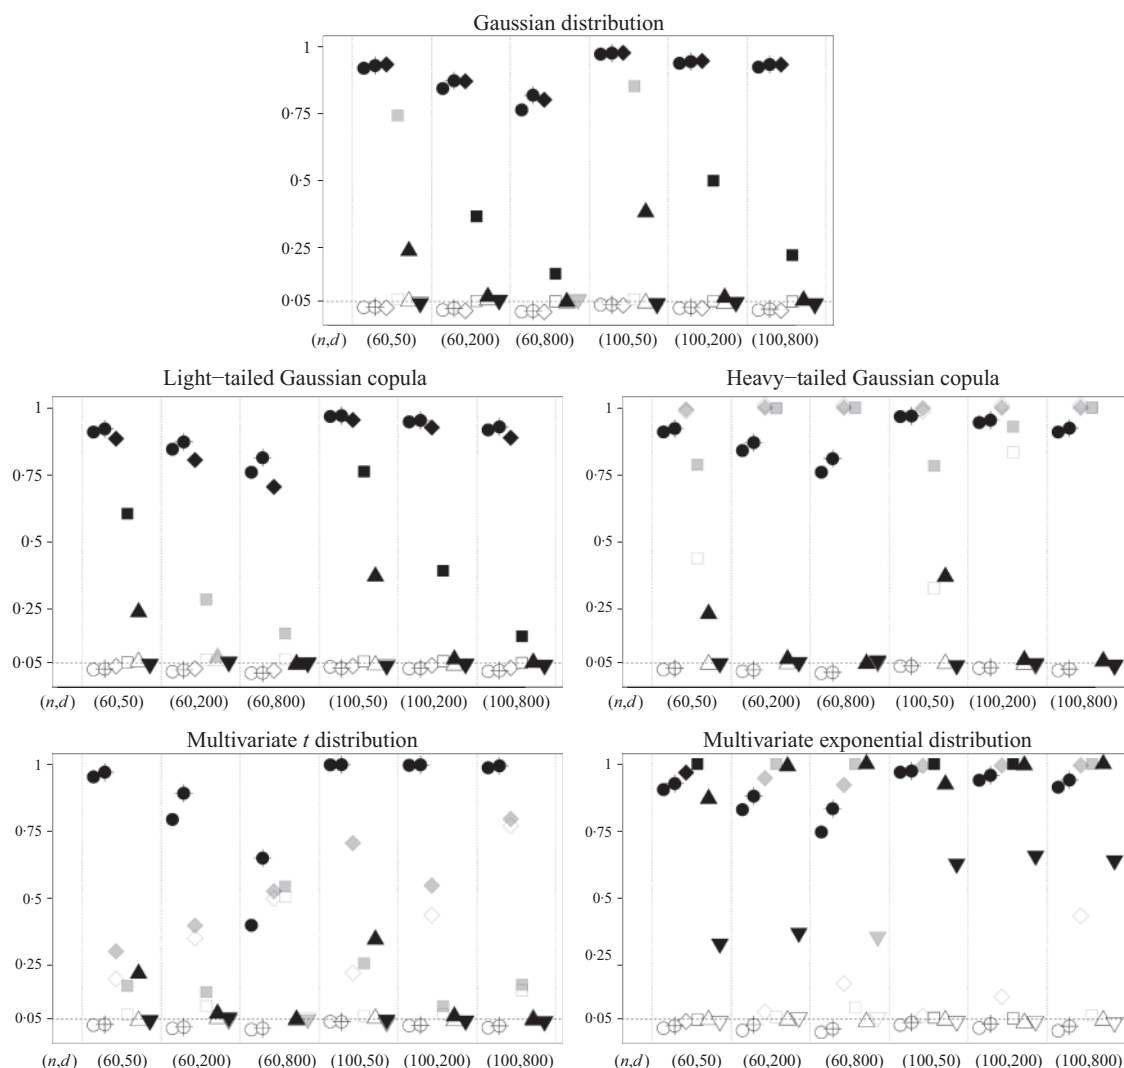 Gaussian distribution
1
0·75
0·5
0·25
0·05
(n,d) (60,50) (60,200) (60,800) (100,50) (100,200) (100,800)
Light−tailed Gaussian copula
1
0·75
0·5
0·25
0·05
(n,d) (60,50) (60,200) (60,800) (100,50) (100,200) (100,800)
Heavy−tailed Gaussian copula
1
0·75
0·5
0·25
0·05
(n,d) (60,50) (60,200) (60,800) (100,50) (100,200) (100,800)
Multivariate t distribution
1
0·75
0·5
0·25
0·05
(n,d) (60,50) (60,200) (60,800) (100,50) (100,200) (100,800)
Multivariate exponential distribution
1
0·75
0·5
0·25
0·05
(n,d) (60,50) (60,200) (60,800) (100,50) (100,200) (100,800)